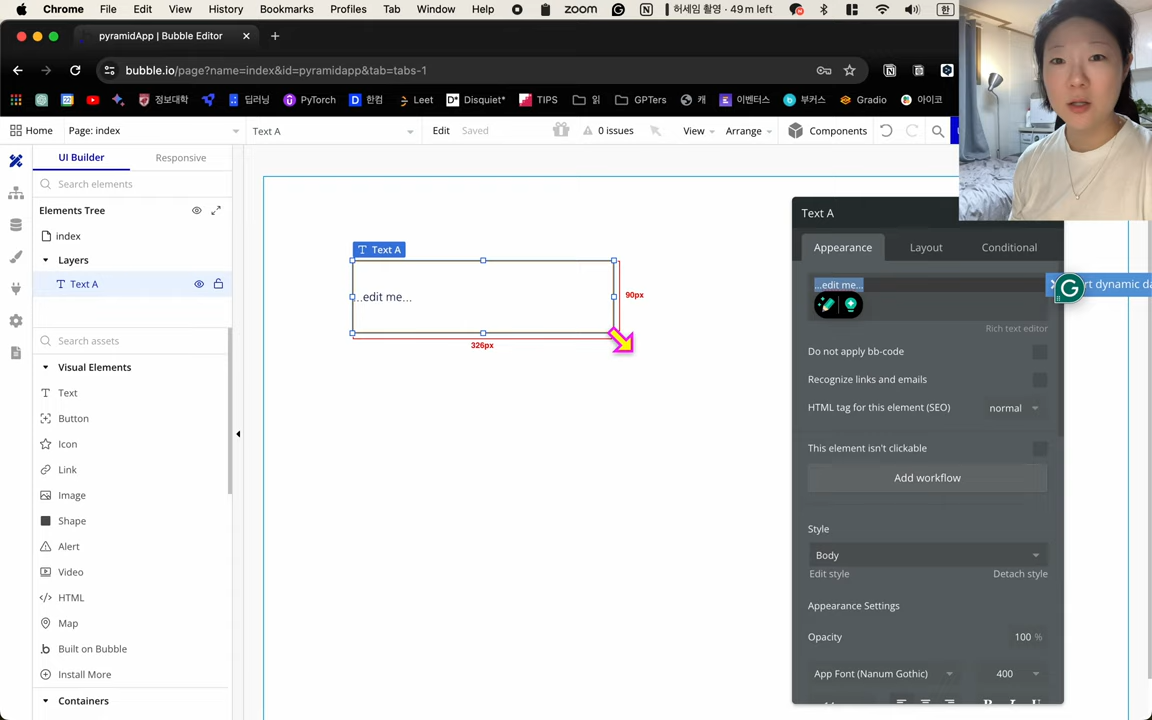 Chrome File Edit View History Bookmarks Profiles Tab Window Help zoom 허세임 촬영 · 49 m left 한
pyramidApp | Bubble Editor
bubble.io/page?name=index&id=pyramidapp&tab=tabs-1
정보대학 딥러닝 PyTorch 한컴 Leet Disquiet* TIPS 읽 GPTers 캐 이벤터스 부커스 Gradio 아이코
Home Page: index Text A Edit Saved 0 issues View Arrange Components
UI Builder Responsive
Search elements
Elements Tree
index
Layers
Text A
Search assets
Visual Elements
Text
Button
Icon
Link
Image
Shape
Alert
Video
HTML
Map
Built on Bubble
Install More
Containers
Text A
...edit me...
90px
326px
Text A
Appearance Layout Conditional
...edit me...
rt dynamic da
Rich text editor
Do not apply bb-code
Recognize links and emails
HTML tag for this element (SEO) normal
This element isn't clickable
Add workflow
Style
Body
Edit style Detach style
Appearance Settings
Opacity 100 %
App Font (Nanum Gothic) 400
B I U